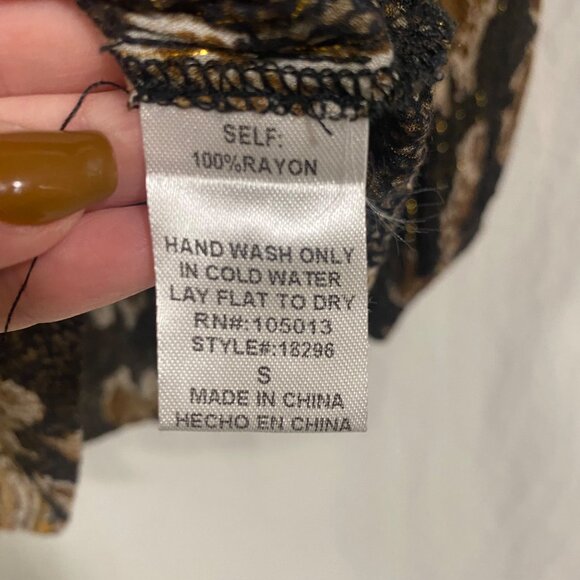 SELF:
100%RAYON
HAND WASH ONLY
IN COLD WATER
LAY FLAT TO DRY
RN#:105013
STYLE#:18296
S
MADE IN CHINA
HECHO EN CHINA